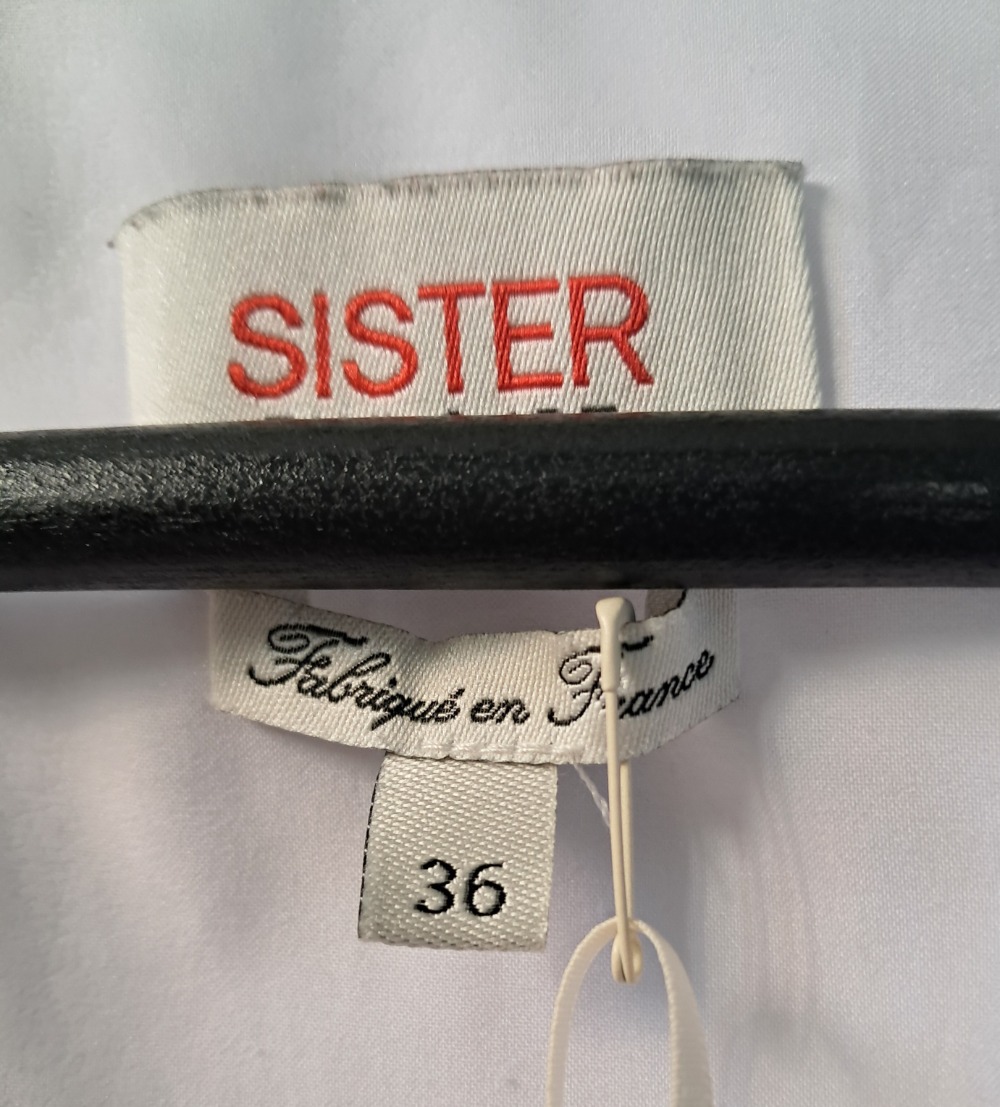 SISTER
Fabriqué en France
36